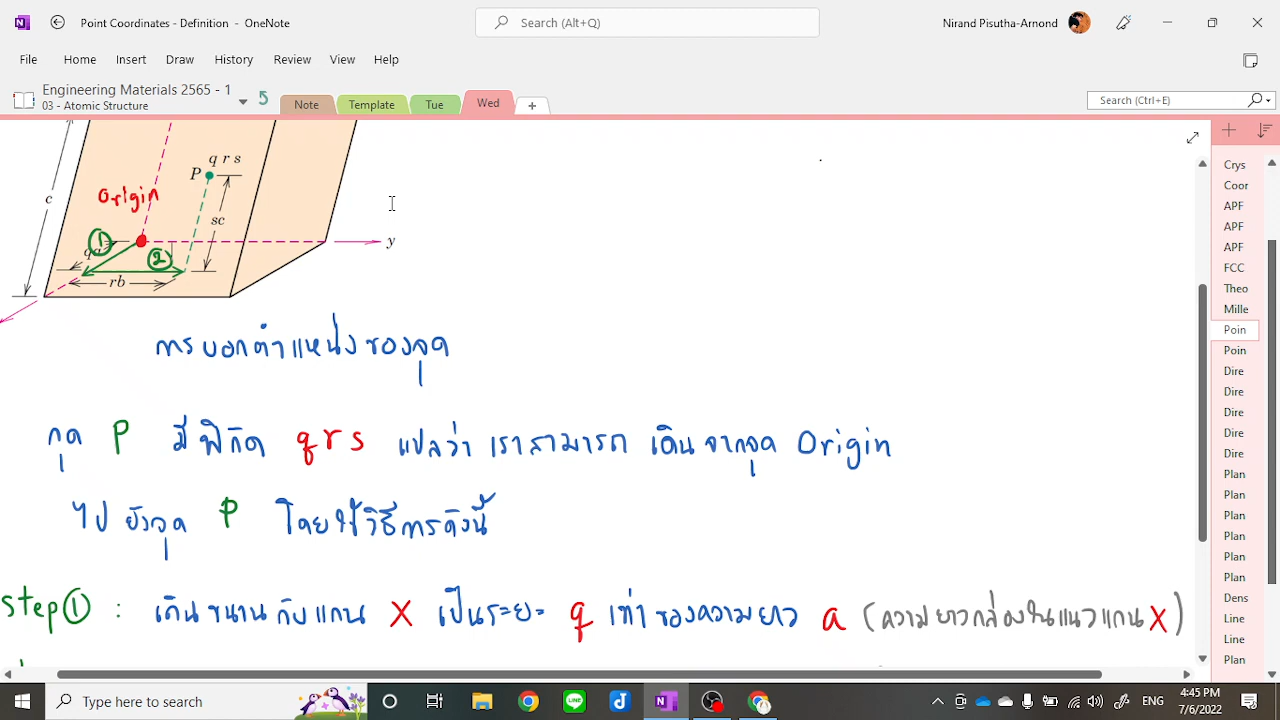 Point Coordinates - Definition - OneNote
Search (Alt+Q)
Nirand Pisutha-Arnond
File Home Insert Draw History Review View Help
Engineering Materials 2565 - 1
03 - Atomic Structure
Note Template Tue Wed
Search (Ctrl+E)
Crys
Coor
APF
APF
APF
FCC
Theo
Mille
Poin
Poin
Dire
Dire
Dire
Dire
Dire
Plan
Plan
Plan
Plan
Plan
Plan
Dens
Line
Line
Plan
q r s
P
Origin
c
sc
y
① qa
②
rb
การบอกตำแหน่งของจุด
จุด P มีพิกัด q r s แปลว่า เราสามารถ เดินจากจุด Origin
ไปยังจุด P โดยใช้วิธีการดังนี้
step① : เดินขนานกับแกน X เป็นระยะ q เท่าของความยาว a (ความยาวกล่องในแนวแกน X)
Type here to search
ENG
4:45 PM
7/6/2022